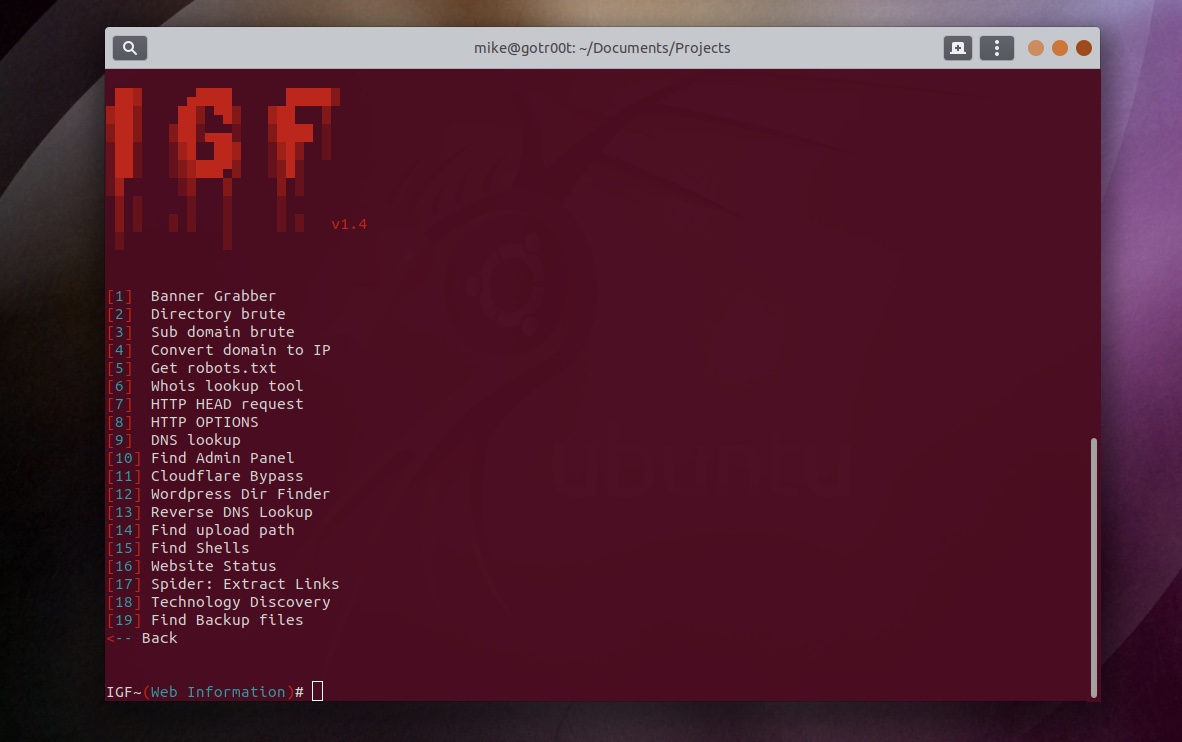 mike@gotr00t: ~/Documents/Projects
IGF
v1.4
[1]  Banner Grabber
[2]  Directory brute
[3]  Sub domain brute
[4]  Convert domain to IP
[5]  Get robots.txt
[6]  Whois lookup tool
[7]  HTTP HEAD request
[8]  HTTP OPTIONS
[9]  DNS lookup
[10] Find Admin Panel
[11] Cloudflare Bypass
[12] Wordpress Dir Finder
[13] Reverse DNS Lookup
[14] Find upload path
[15] Find Shells
[16] Website Status
[17] Spider: Extract Links
[18] Technology Discovery
[19] Find Backup files
<-- Back
IGF~(Web Information)#
ubuntu